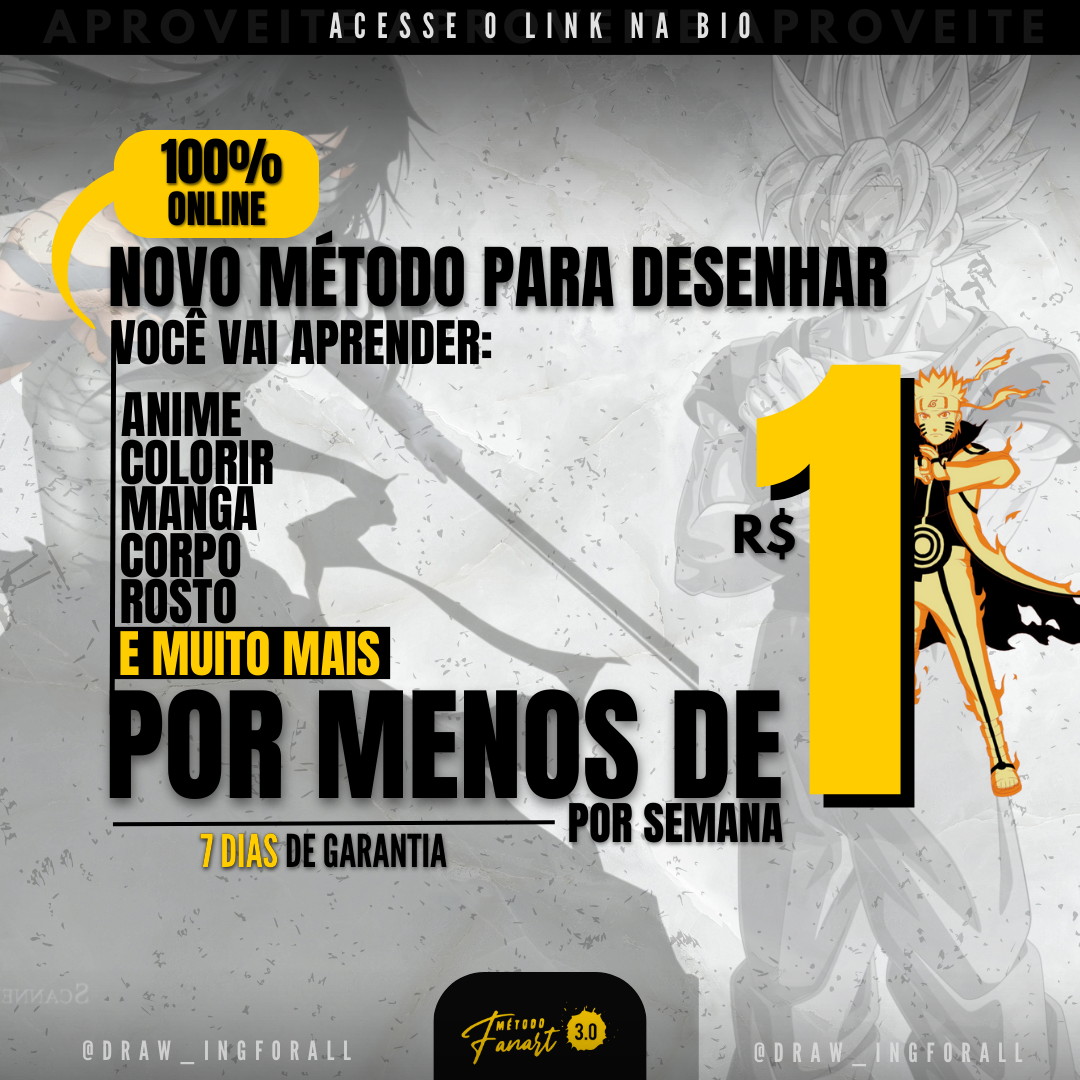 APROVEITE APROVEITE APROVEITE
ACESSE O LINK NA BIO
100%
ONLINE
NOVO MÉTODO PARA DESENHAR
VOCÊ VAI APRENDER:
ANIME
COLORIR
MANGA
CORPO
ROSTO
E MUITO MAIS
R$ 1
POR MENOS DE
POR SEMANA
7 DIAS DE GARANTIA
MÉTODO
Fanart 3.0
@DRAW_INGFORALL
@DRAW_INGFORALL